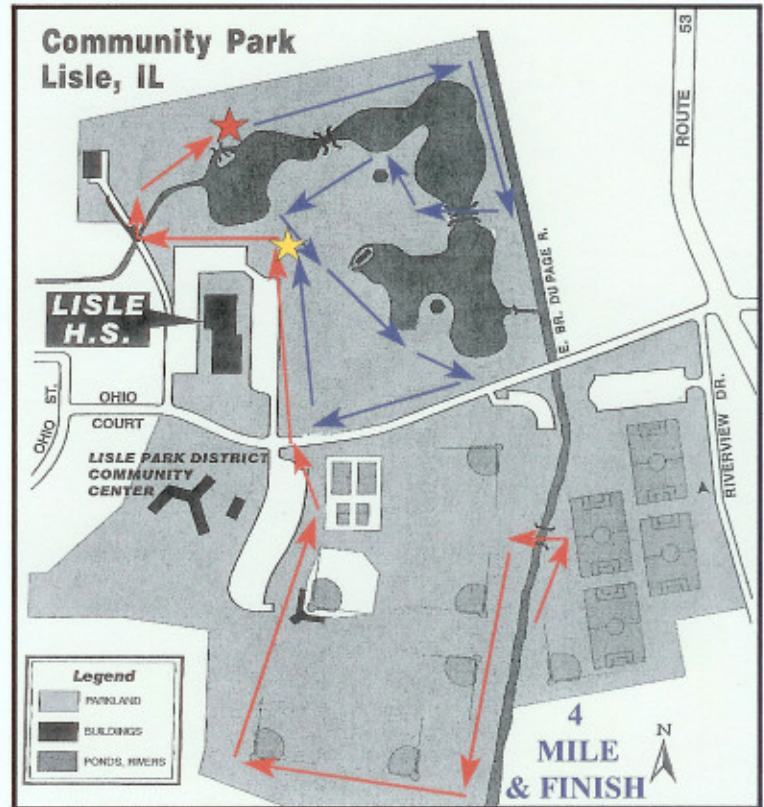 Community Park
Lisle, IL
ROUTE 53
E. BR. DU PAGE R.
LISLE
H.S.
OHIO ST.
OHIO
COURT
RIVERVIEW DR.
LISLE PARK DISTRICT
COMMUNITY
CENTER
Legend
PARKLAND
BUILDINGS
PONDS, RIVERS
4
MILE
& FINISH
N